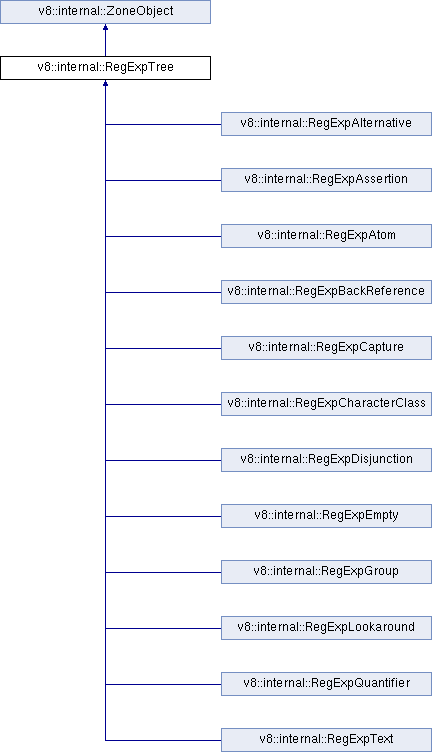 v8::internal::ZoneObject
v8::internal::RegExpTree
v8::internal::RegExpAlternative
v8::internal::RegExpAssertion
v8::internal::RegExpAtom
v8::internal::RegExpBackReference
v8::internal::RegExpCapture
v8::internal::RegExpCharacterClass
v8::internal::RegExpDisjunction
v8::internal::RegExpEmpty
v8::internal::RegExpGroup
v8::internal::RegExpLookaround
v8::internal::RegExpQuantifier
v8::internal::RegExpText